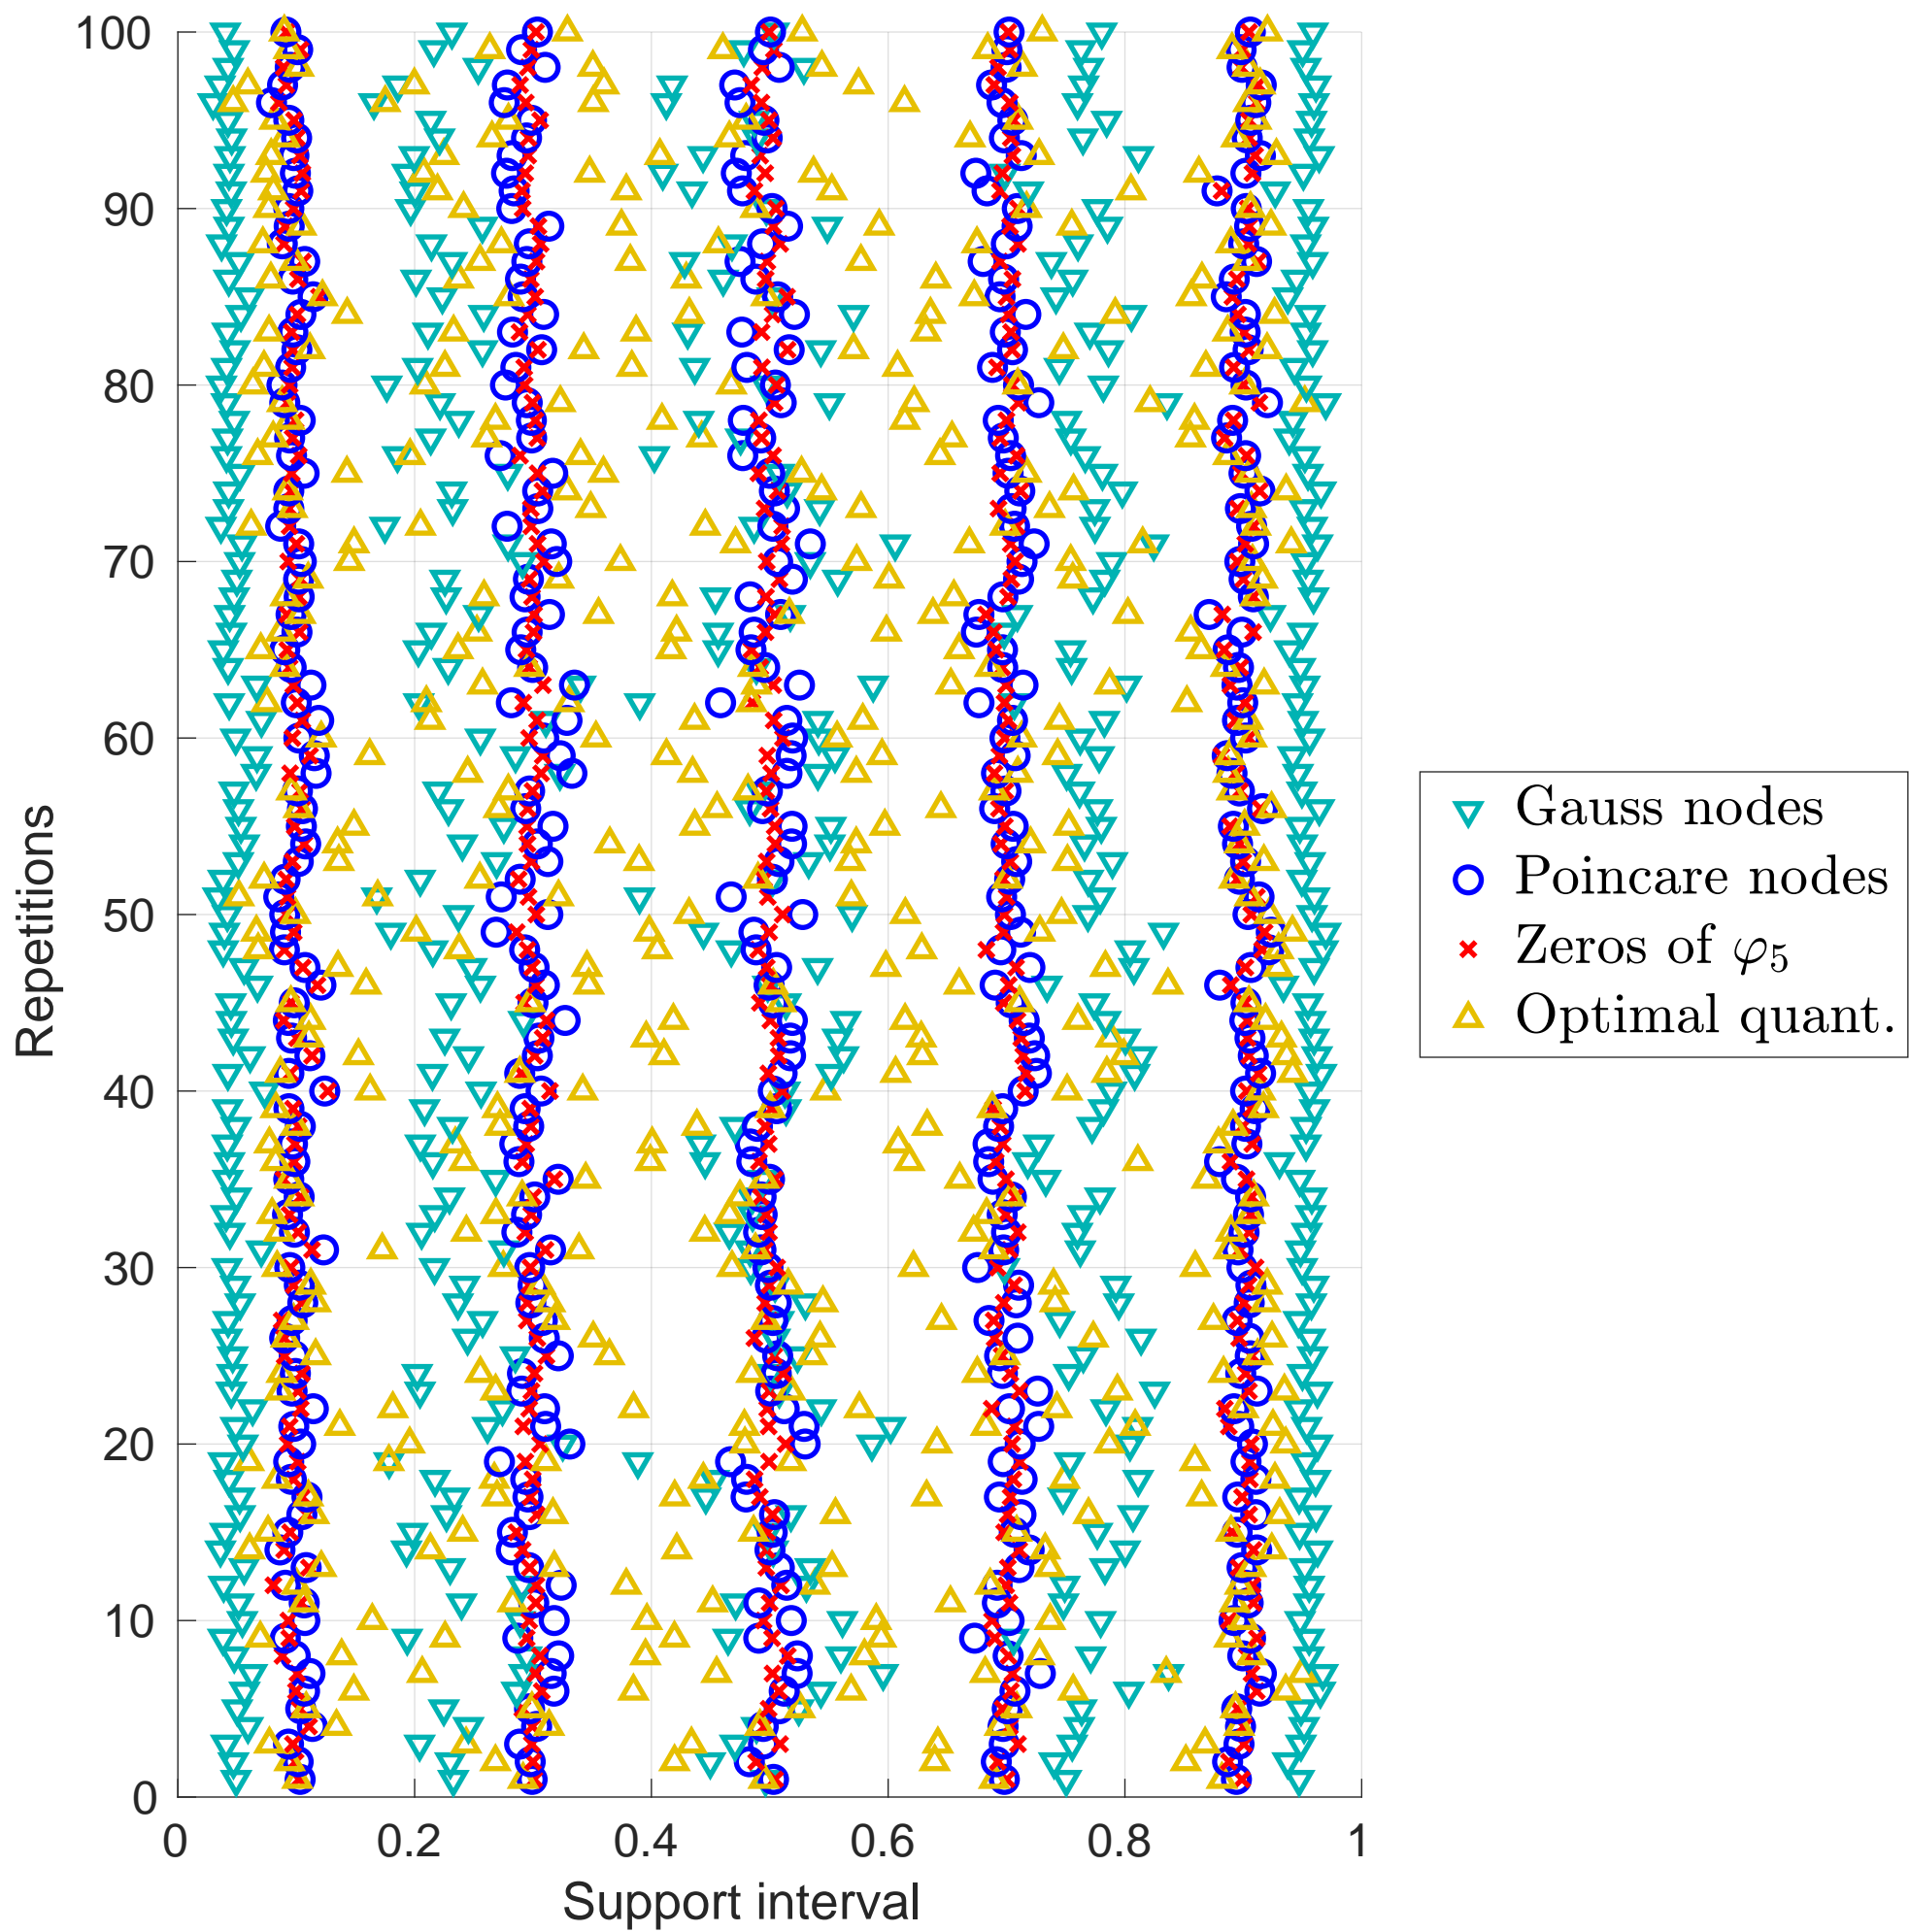 100
90
80
70
60
50
40
30
20
10
0
Repetitions
0 0.2 0.4 0.6 0.8 1
Support interval
Gauss nodes
Poincare nodes
Zeros of φ₅
Optimal quant.